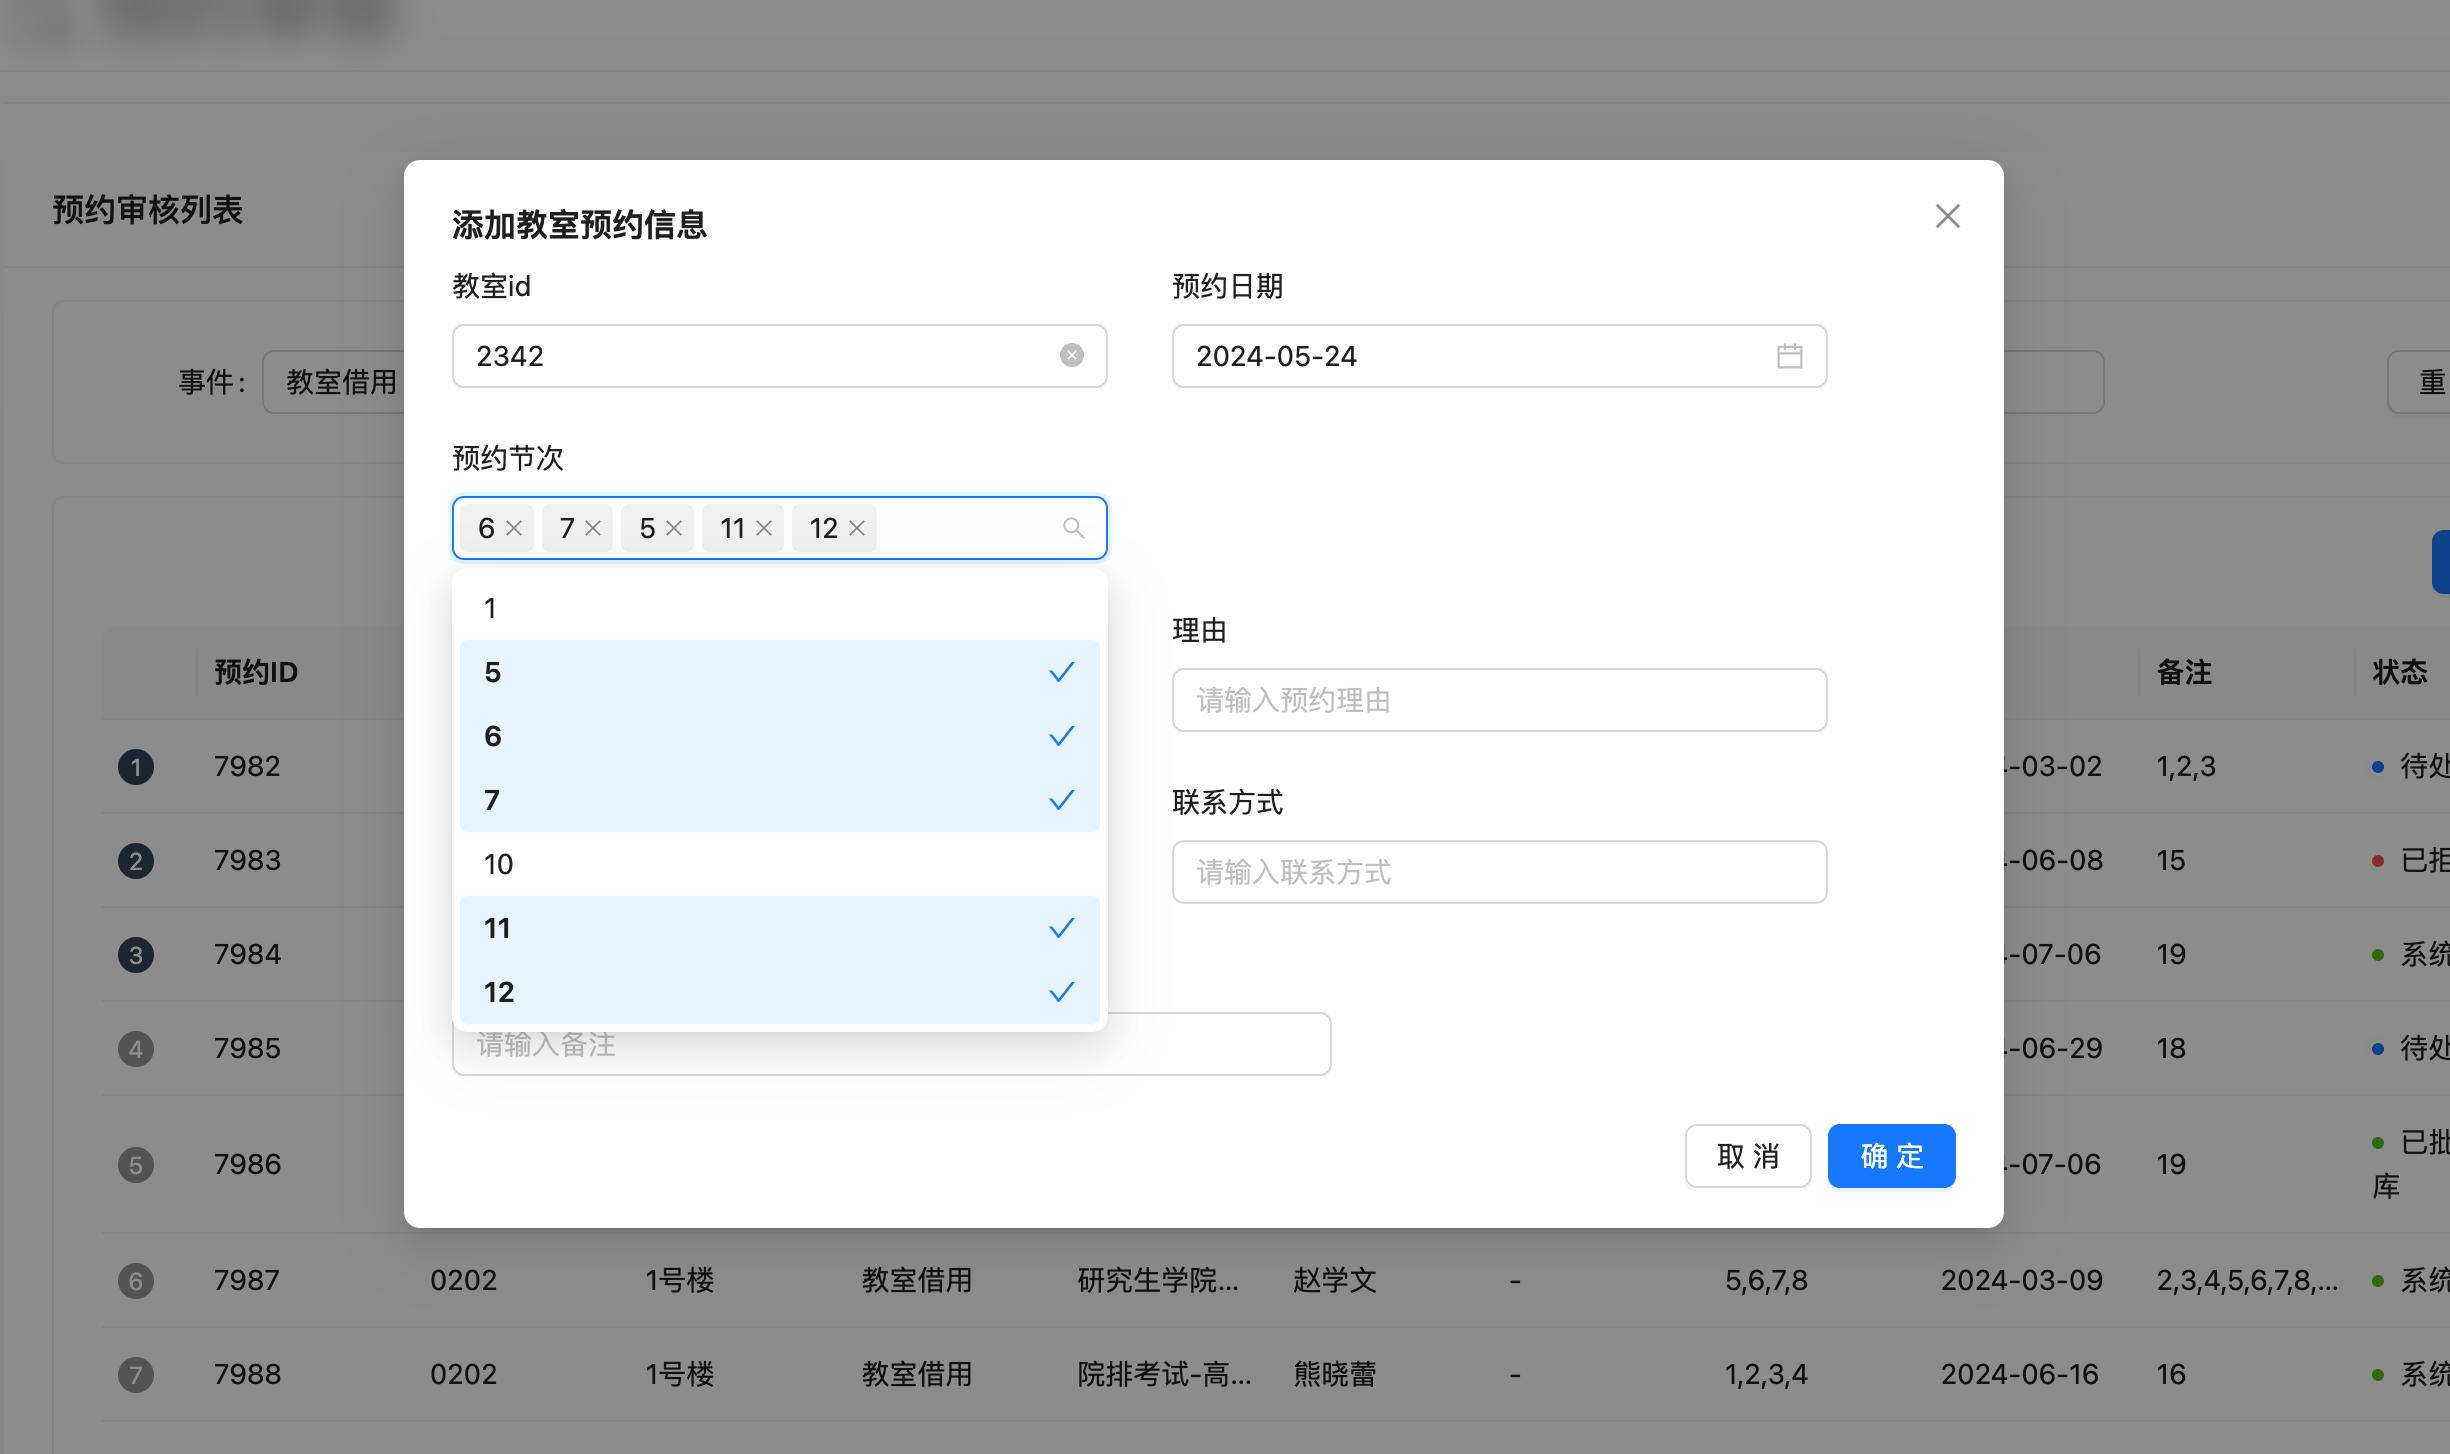 预约审核列表
事件: 教室借用
重
添加教室预约信息
教室id
预约日期
2342
2024-05-24
预约节次
6 7 5 11 12
1
5
6
7
10
11
12
理由
请输入预约理由
联系方式
请输入联系方式
请输入备注
取 消 确 定
预约ID 备注 状态
1 7982 -03-02 1,2,3 待处
2 7983 -06-08 15 已拒
3 7984 -07-06 19 系统
4 7985 -06-29 18 待处
5 7986 -07-06 19 已批
库
6 7987 0202 1号楼 教室借用 研究生学院... 赵学文 - 5,6,7,8 2024-03-09 2,3,4,5,6,7,8,... 系统
7 7988 0202 1号楼 教室借用 院排考试-高... 熊晓蕾 - 1,2,3,4 2024-06-16 16 系统